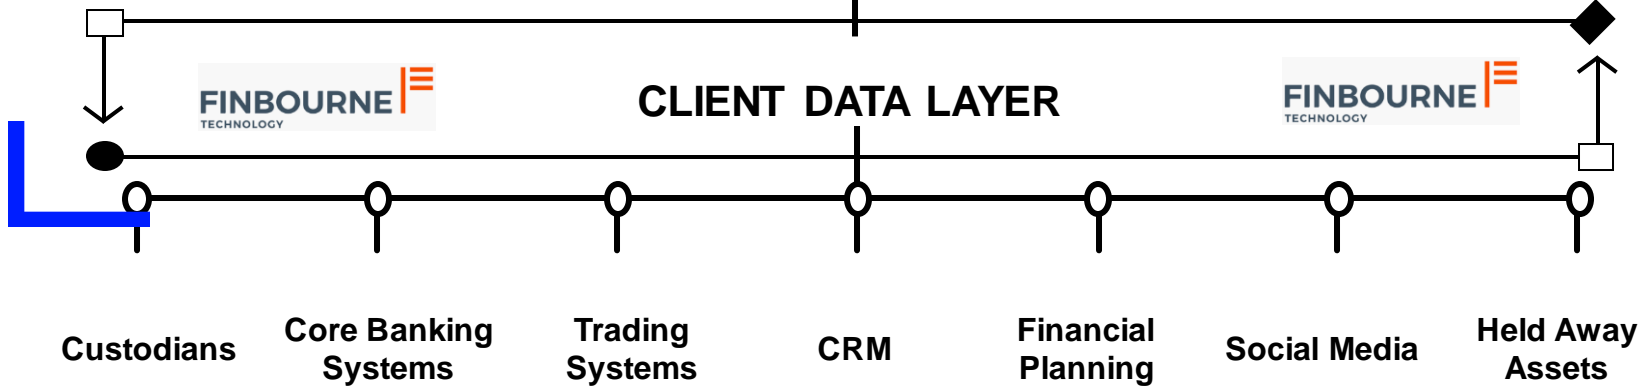 FINBOURNE
TECHNOLOGY
CLIENT DATA LAYER
FINBOURNE
TECHNOLOGY
Custodians
Core Banking
Systems
Trading
Systems
CRM
Financial
Planning
Social Media
Held Away
Assets